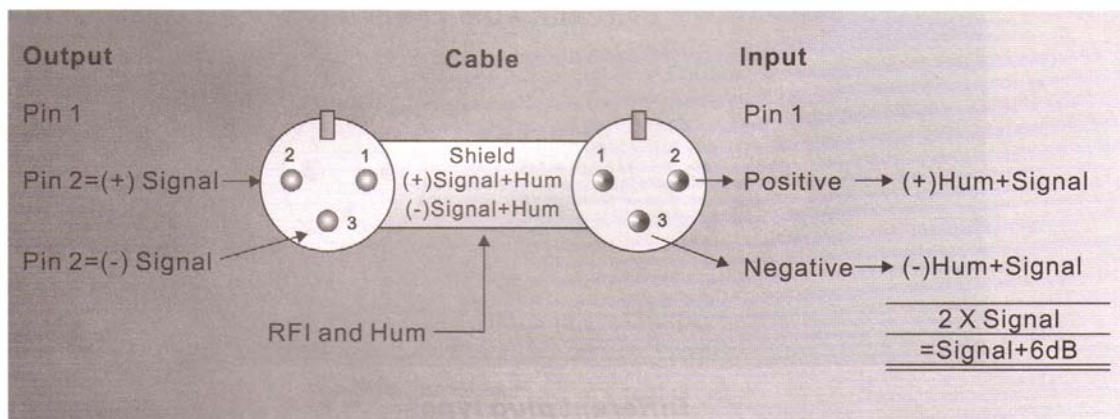 Output
Cable
Input
Pin 1
Pin 1
2
1
Shield
1
2
Pin 2=(+) Signal
(+)Signal+Hum
Positive
(+)Hum+Signal
(-)Signal+Hum
3
3
Pin 2=(-) Signal
Negative
(-)Hum+Signal
RFI and Hum
2 X Signal
=Signal+6dB